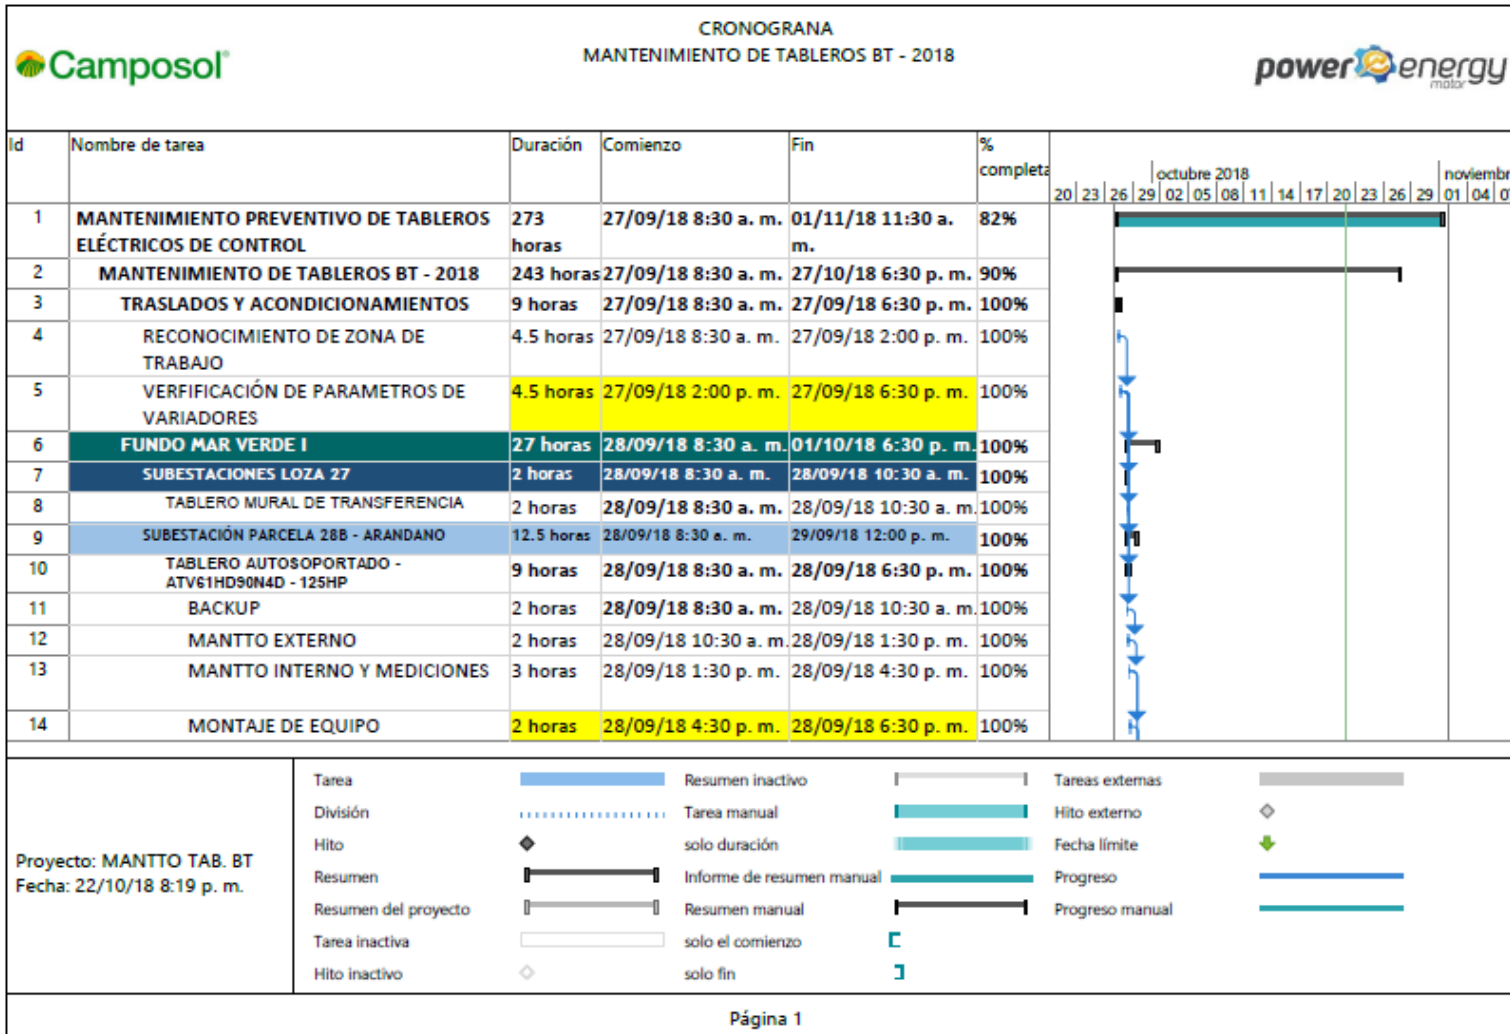 CRONOGRANA
MANTENIMIENTO DE TABLEROS BT - 2018
Camposol
power energy
motor
Id Nombre de tarea Duración Comienzo Fin %
completa
octubre 2018 noviembr
20 23 26 29 02 05 08 11 14 17 20 23 26 29 01 04 07
1 MANTENIMIENTO PREVENTIVO DE TABLEROS 273 27/09/18 8:30 a. m. 01/11/18 11:30 a. 82%
ELÉCTRICOS DE CONTROL horas m.
2 MANTENIMIENTO DE TABLEROS BT - 2018 243 horas 27/09/18 8:30 a. m. 27/10/18 6:30 p. m. 90%
3 TRASLADOS Y ACONDICIONAMIENTOS 9 horas 27/09/18 8:30 a. m. 27/09/18 6:30 p. m. 100%
4 RECONOCIMIENTO DE ZONA DE 4.5 horas 27/09/18 8:30 a. m. 27/09/18 2:00 p. m. 100%
TRABAJO
5 VERFIFICACIÓN DE PARAMETROS DE 4.5 horas 27/09/18 2:00 p. m. 27/09/18 6:30 p. m. 100%
VARIADORES
6 FUNDO MAR VERDE I 27 horas 28/09/18 8:30 a. m. 01/10/18 6:30 p. m. 100%
7 SUBESTACIONES LOZA 27 2 horas 28/09/18 8:30 a. m. 28/09/18 10:30 a. m. 100%
8 TABLERO MURAL DE TRANSFERENCIA 2 horas 28/09/18 8:30 a. m. 28/09/18 10:30 a. m. 100%
9 SUBESTACIÓN PARCELA 28B - ARANDANO 12.5 horas 28/09/18 8:30 a. m. 29/09/18 12:00 p. m. 100%
10 TABLERO AUTOSOPORTADO - 9 horas 28/09/18 8:30 a. m. 28/09/18 6:30 p. m. 100%
ATV61HD90N4D - 125HP
11 BACKUP 2 horas 28/09/18 8:30 a. m. 28/09/18 10:30 a. m. 100%
12 MANTTO EXTERNO 2 horas 28/09/18 10:30 a. m. 28/09/18 1:30 p. m. 100%
13 MANTTO INTERNO Y MEDICIONES 3 horas 28/09/18 1:30 p. m. 28/09/18 4:30 p. m. 100%
14 MONTAJE DE EQUIPO 2 horas 28/09/18 4:30 p. m. 28/09/18 6:30 p. m. 100%
Proyecto: MANTTO TAB. BT
Fecha: 22/10/18 8:19 p. m.
Tarea Resumen inactivo Tareas externas
División Tarea manual Hito externo
Hito solo duración Fecha límite
Resumen Informe de resumen manual Progreso
Resumen del proyecto Resumen manual Progreso manual
Tarea inactiva solo el comienzo
Hito inactivo solo fin
Página 1